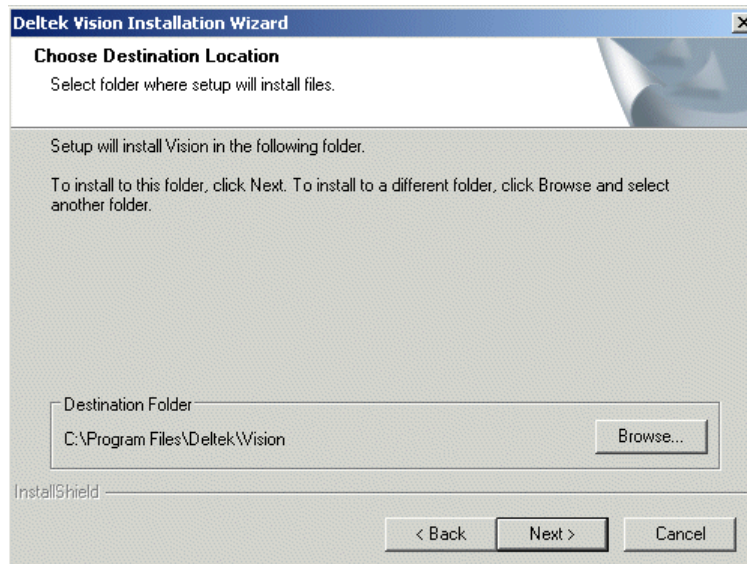 Deltek Vision Installation Wizard
Choose Destination Location
Select folder where setup will install files.
Setup will install Vision in the following folder.
To install to this folder, click Next. To install to a different folder, click Browse and select
another folder.
Destination Folder
C:\Program Files\Deltek\Vision
Browse...
InstallShield
< Back
Next >
Cancel